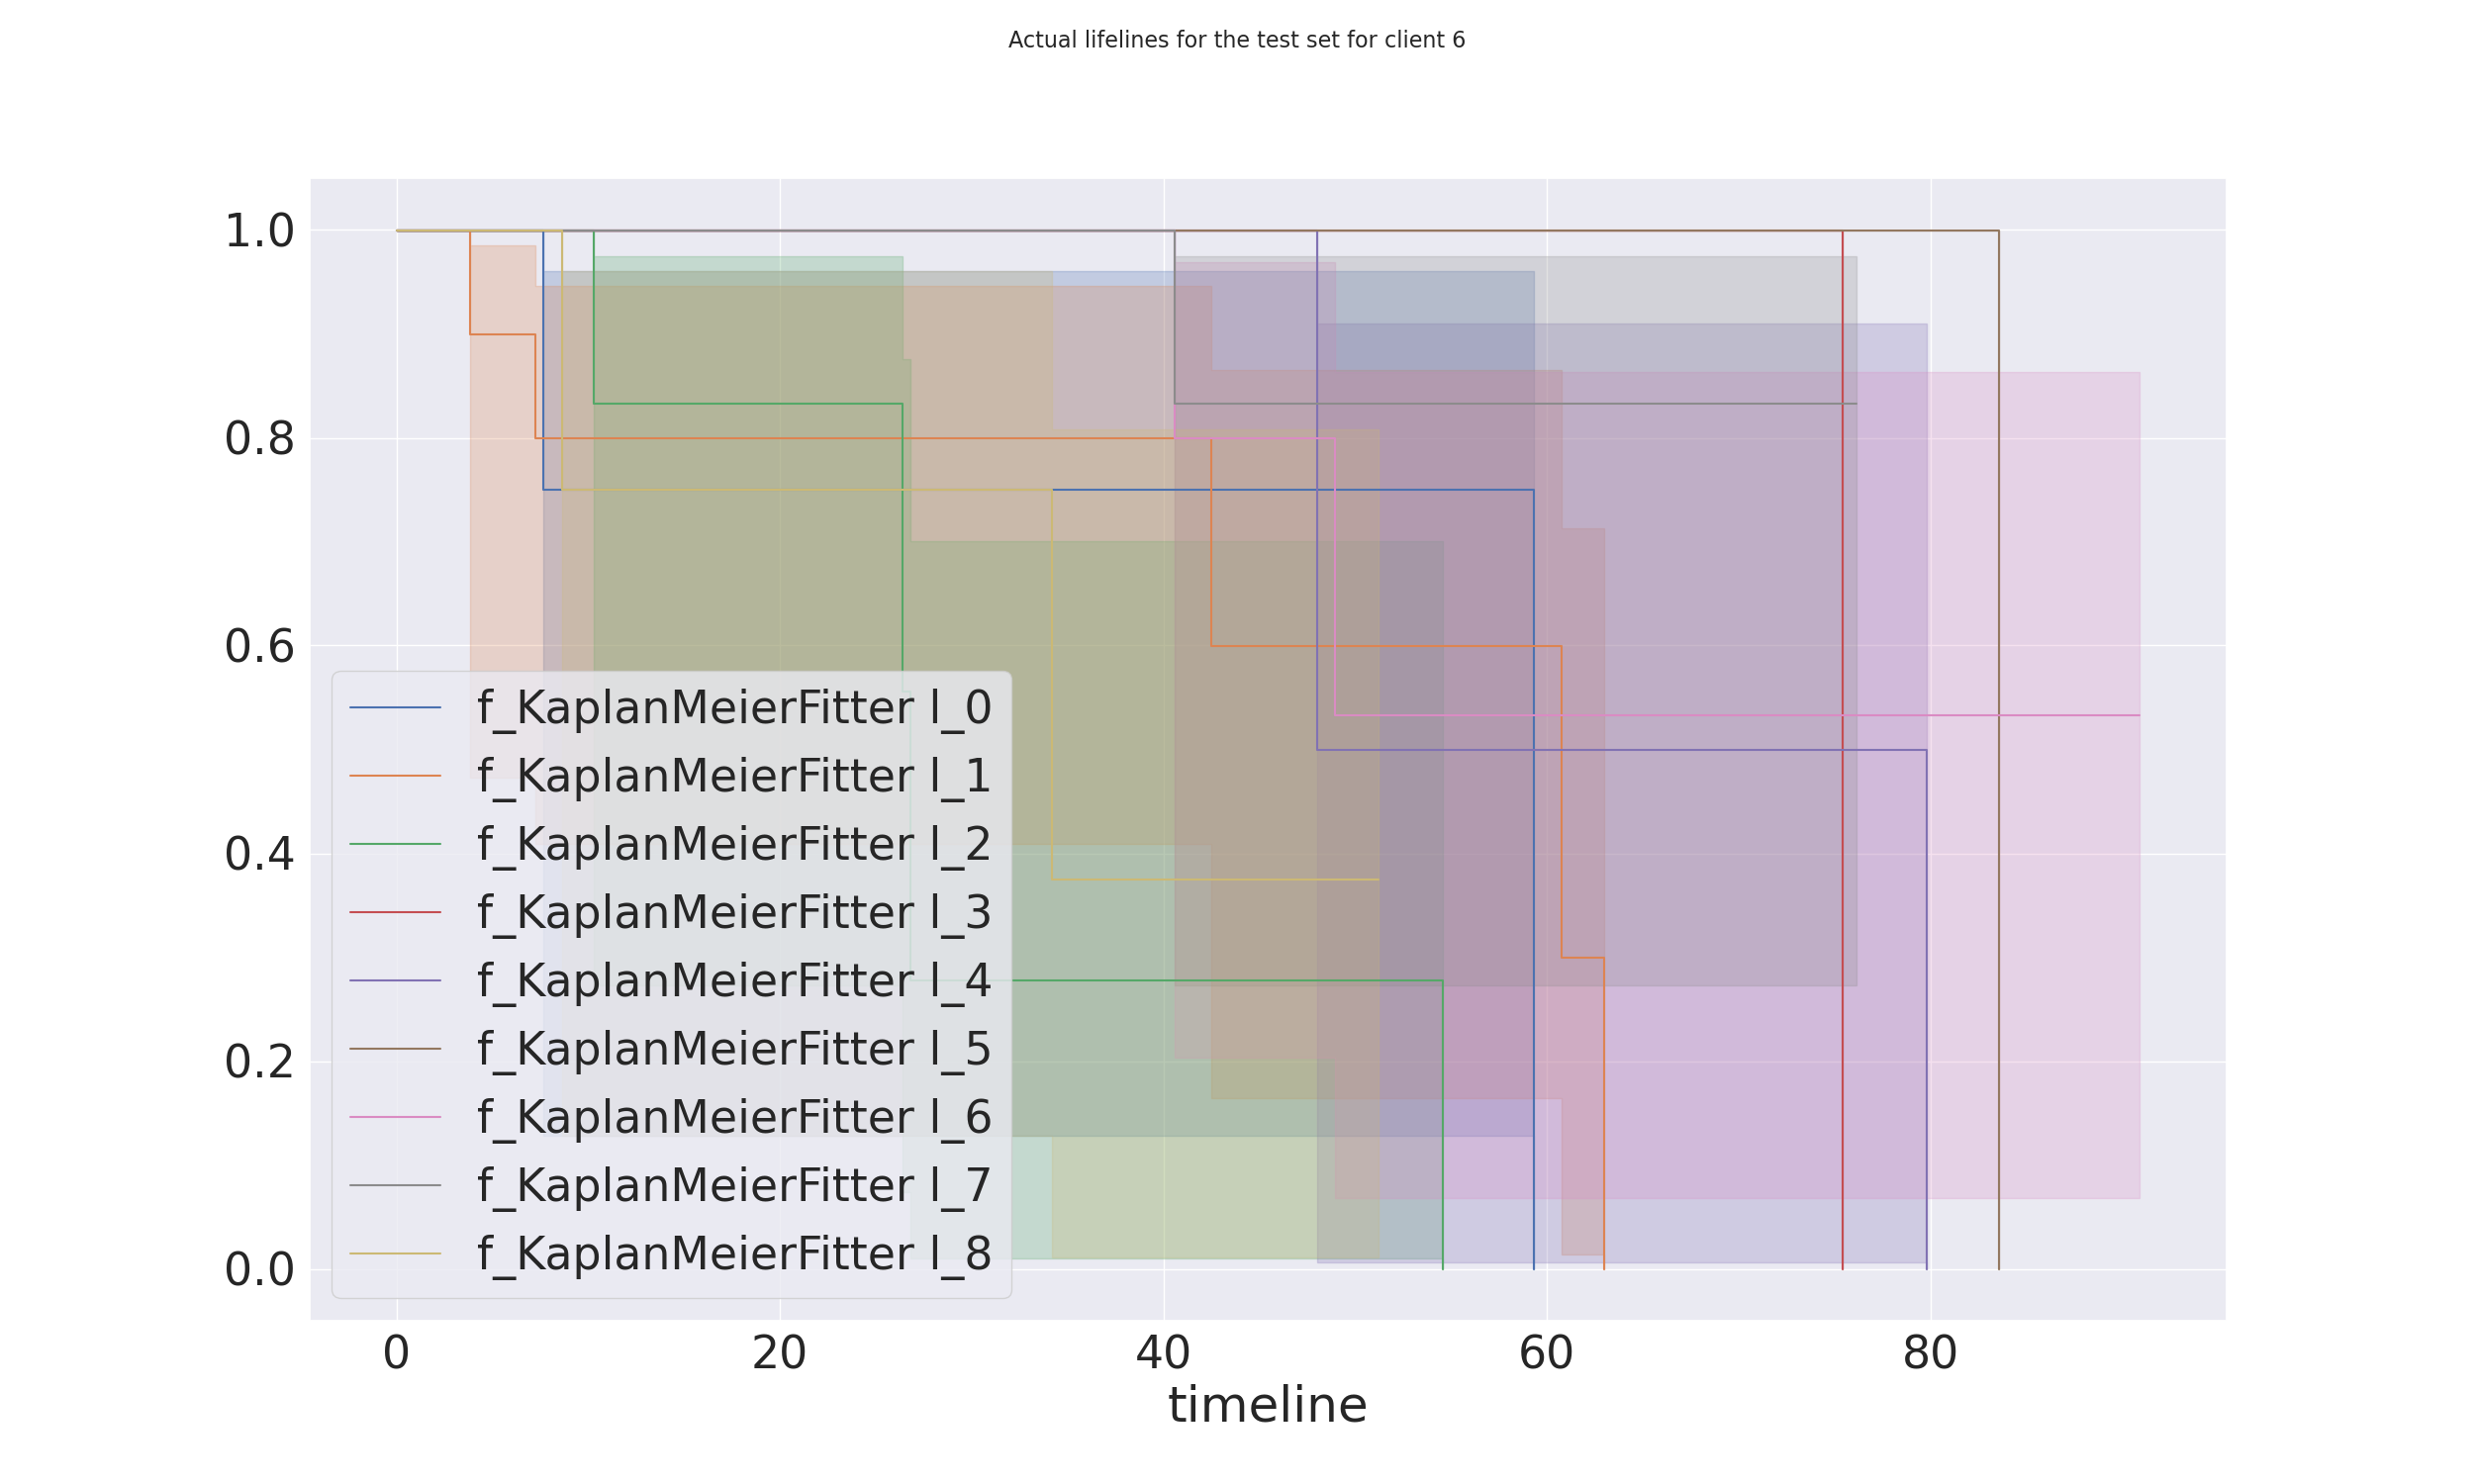 Actual lifelines for the test set for client 6
1.0
0.8
0.6
0.4
0.2
0.0
f_KaplanMeierFitter l_0
f_KaplanMeierFitter l_1
f_KaplanMeierFitter l_2
f_KaplanMeierFitter l_3
f_KaplanMeierFitter l_4
f_KaplanMeierFitter l_5
f_KaplanMeierFitter l_6
f_KaplanMeierFitter l_7
f_KaplanMeierFitter l_8
0 20 40 60 80
timeline